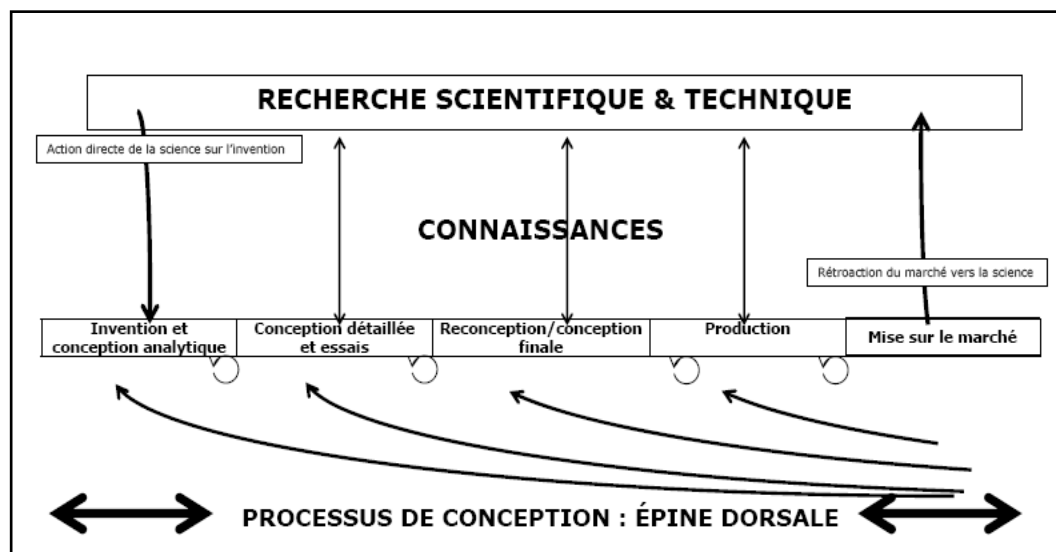 RECHERCHE SCIENTIFIQUE & TECHNIQUE
Action directe de la science sur l'invention
CONNAISSANCES
Rétroaction du marché vers la science
Invention et
conception analytique
Conception détaillée
et essais
Reconception/conception
finale
Production
Mise sur le marché
PROCESSUS DE CONCEPTION : ÉPINE DORSALE